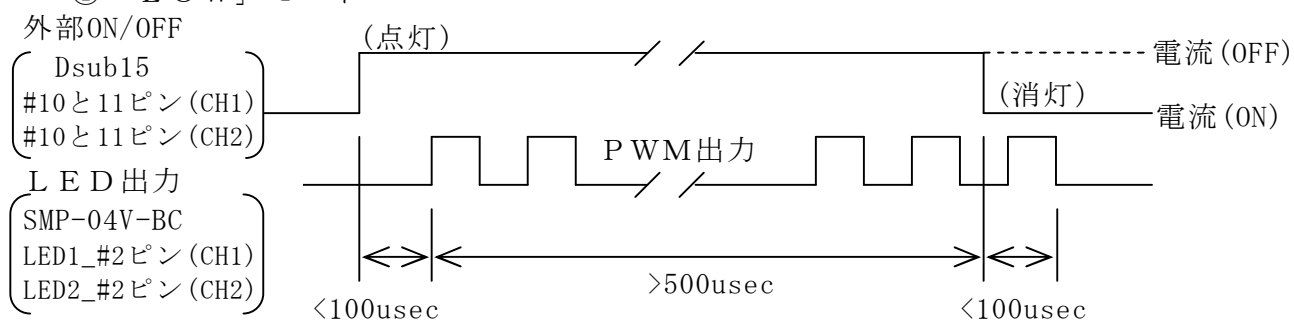 外部ON/OFF
Dsub15
#10と11ピン(CH1)
#10と11ピン(CH2)
(点灯)
(消灯)
電流(OFF)
電流(ON)
PWM出力
LED出力
SMP-04V-BC
LED1_#2ピン(CH1)
LED2_#2ピン(CH2)
<100usec
>500usec
<100usec